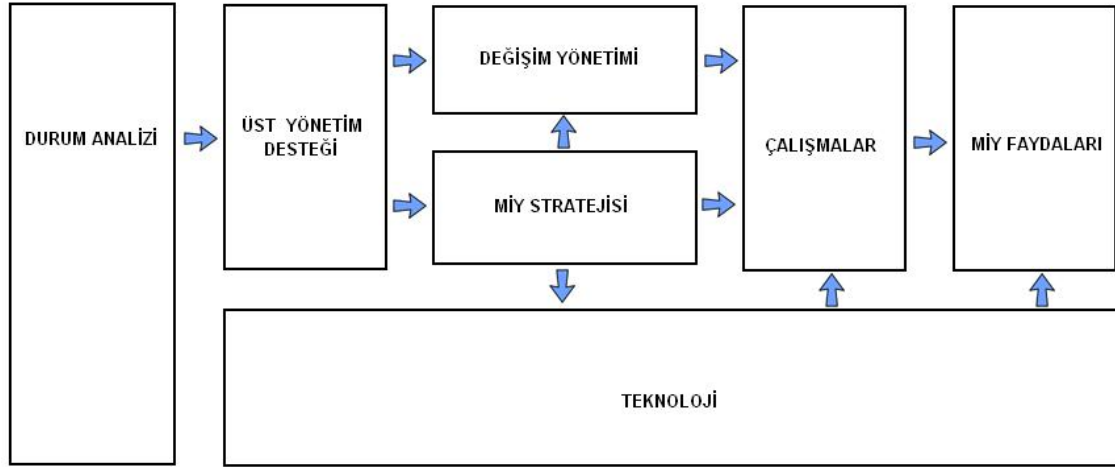 DURUM ANALİZİ
ÜST YÖNETİM
DESTEĞİ
DEĞİŞİM YÖNETİMİ
MİY STRATEJİSİ
ÇALIŞMALAR
MİY FAYDALARI
TEKNOLOJİ